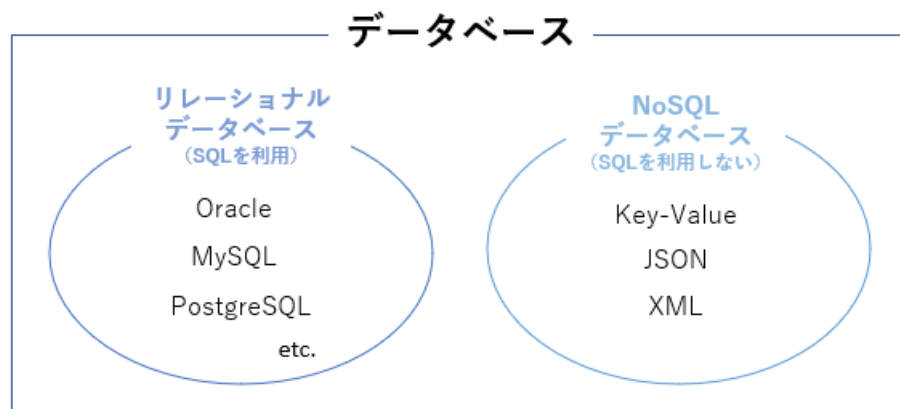 データベース
リレーショナル
データベース
（SQLを利用）
Oracle
MySQL
PostgreSQL
etc.
NoSQL
データベース
（SQLを利用しない）
Key-Value
JSON
XML